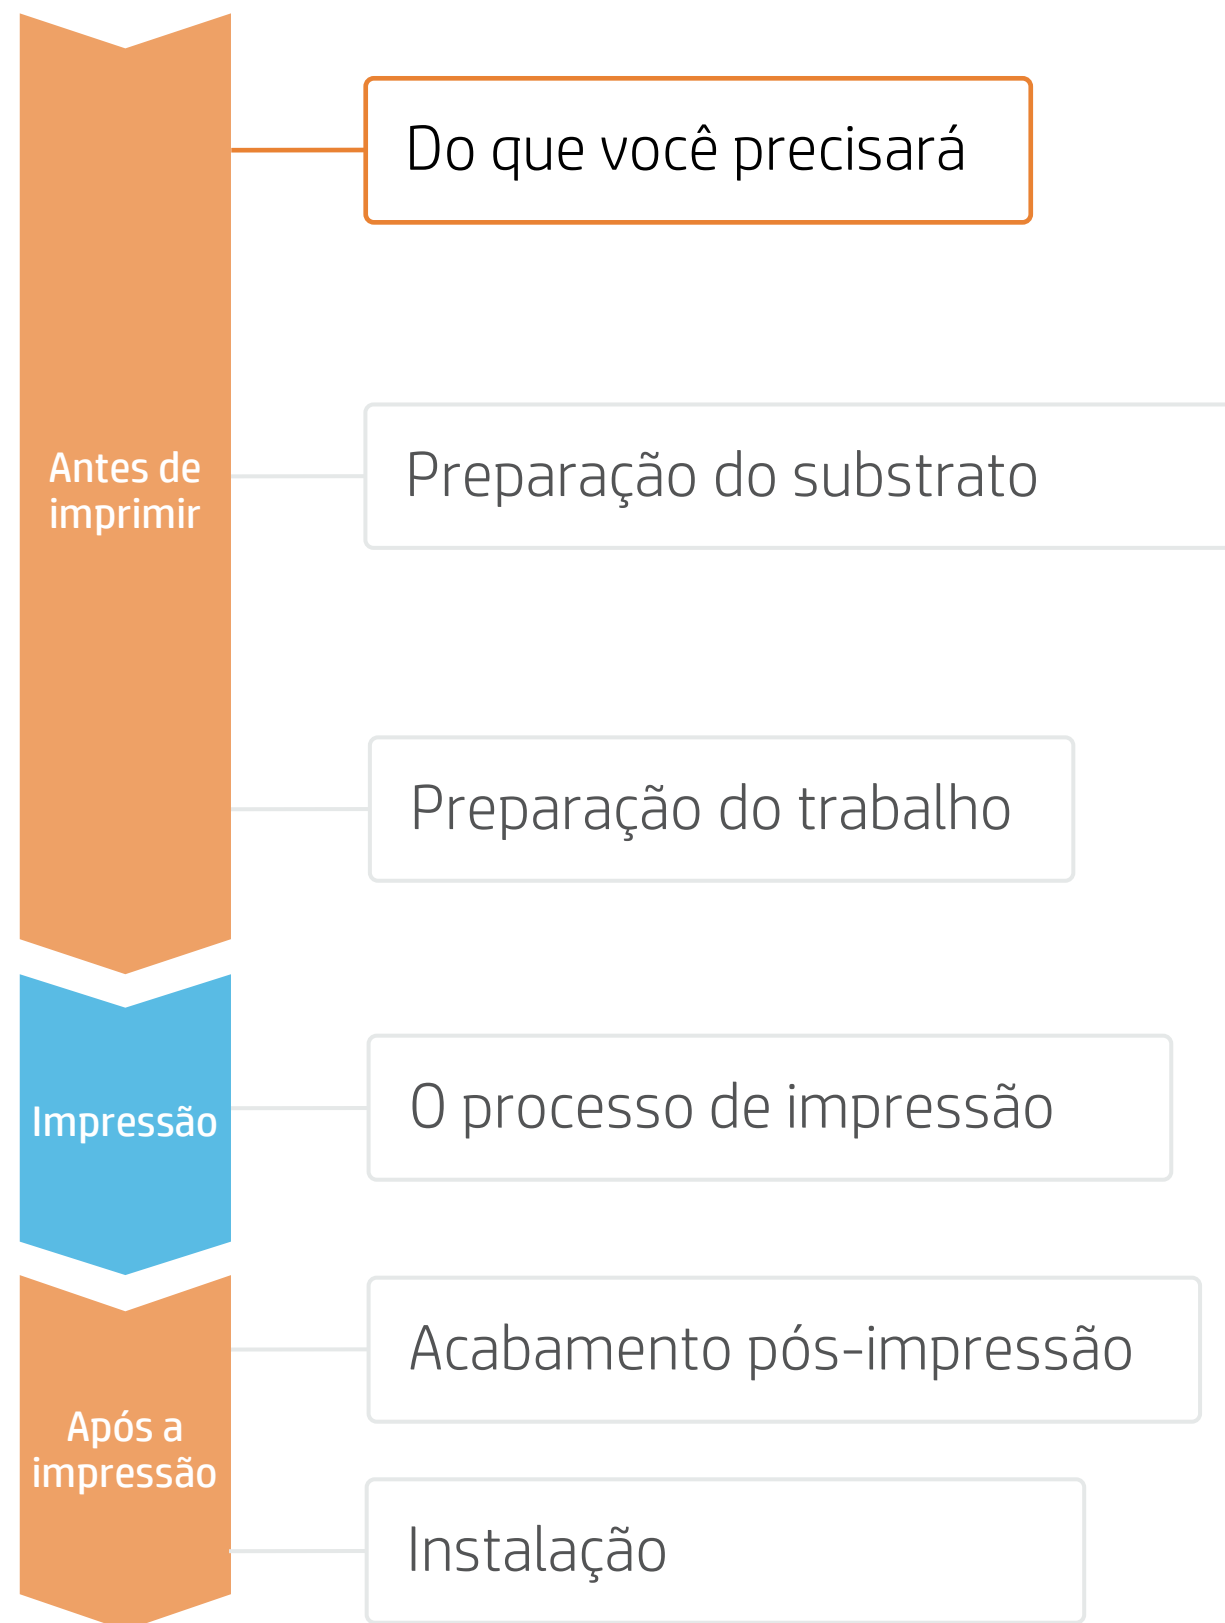 Do que você precisará
Antes de
imprimir
Preparação do substrato
Preparação do trabalho
Impressão
O processo de impressão
Acabamento pós-impressão
Após a
impressão
Instalação